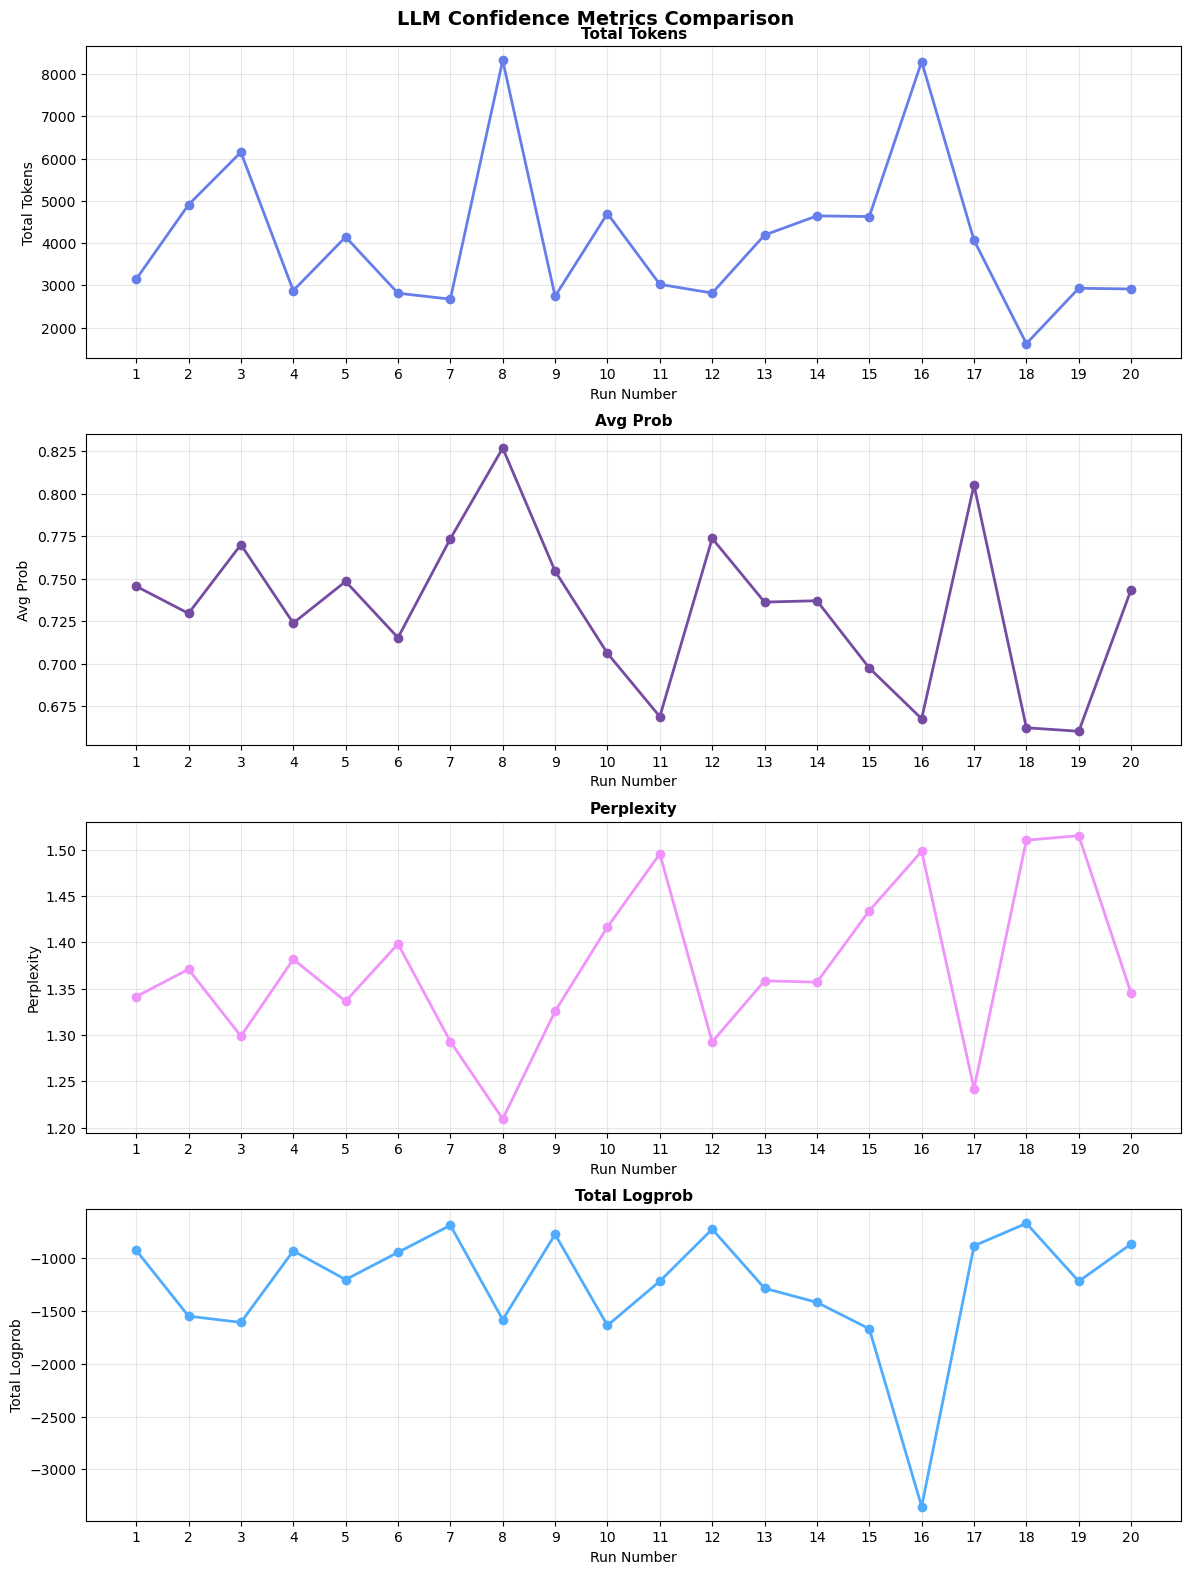 LLM Confidence Metrics Comparison
Total Tokens
8000
7000
6000
5000
4000
3000
2000
Total Tokens
1 2 3 4 5 6 7 8 9 10 11 12 13 14 15 16 17 18 19 20
Run Number
Avg Prob
0.825
0.800
0.775
0.750
0.725
0.700
0.675
Avg Prob
1 2 3 4 5 6 7 8 9 10 11 12 13 14 15 16 17 18 19 20
Run Number
Perplexity
1.50
1.45
1.40
1.35
1.30
1.25
1.20
Perplexity
1 2 3 4 5 6 7 8 9 10 11 12 13 14 15 16 17 18 19 20
Run Number
Total Logprob
−1000
−1500
−2000
−2500
−3000
Total Logprob
1 2 3 4 5 6 7 8 9 10 11 12 13 14 15 16 17 18 19 20
Run Number